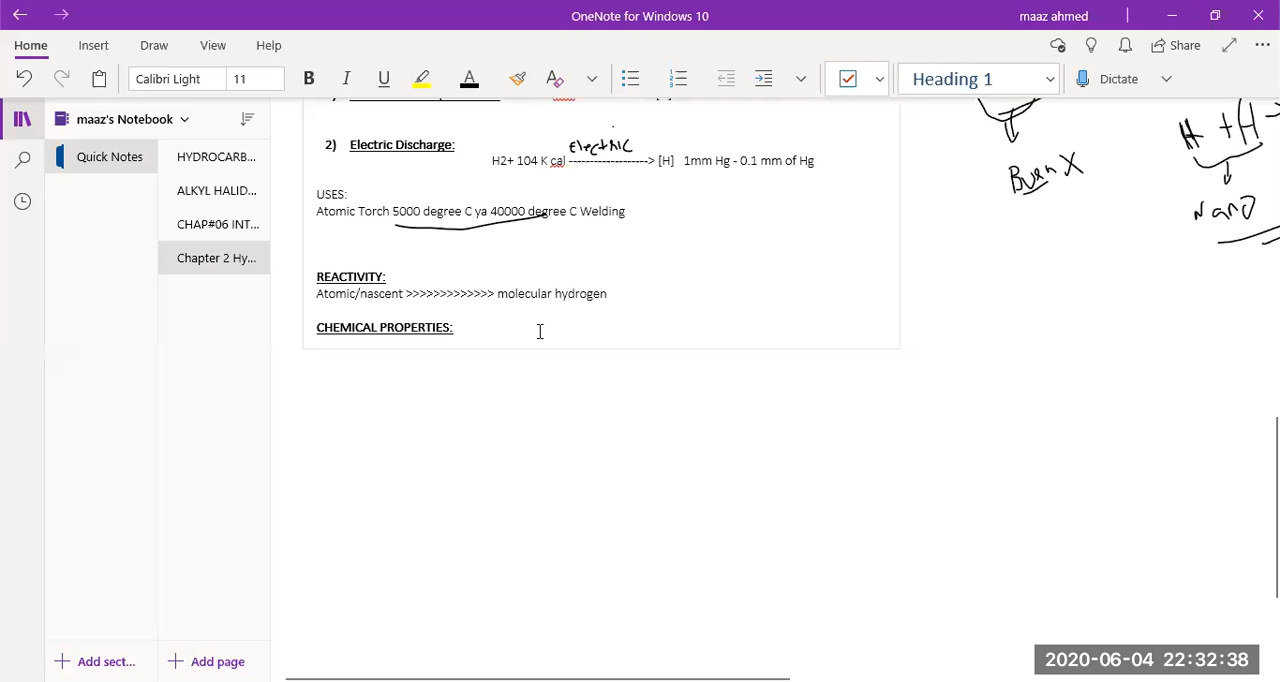 OneNote for Windows 10
maaz ahmed
Home Insert Draw View Help
Share
Calibri Light 11 B I U A Heading 1 Dictate
maaz's Notebook
Quick Notes
HYDROCARB...
ALKYL HALID...
CHAP#06 INT...
Chapter 2 Hy...
Add sect...
Add page
2) Electric Discharge:
Electric
H2+ 104 K cal -------------------> [H] 1mm Hg - 0.1 mm of Hg
USES:
Atomic Torch 5000 degree C ya 40000 degree C Welding
REACTIVITY:
Atomic/nascent >>>>>>>>>>>>> molecular hydrogen
CHEMICAL PROPERTIES:
Burn X
H + H
2020-06-04 22:32:38